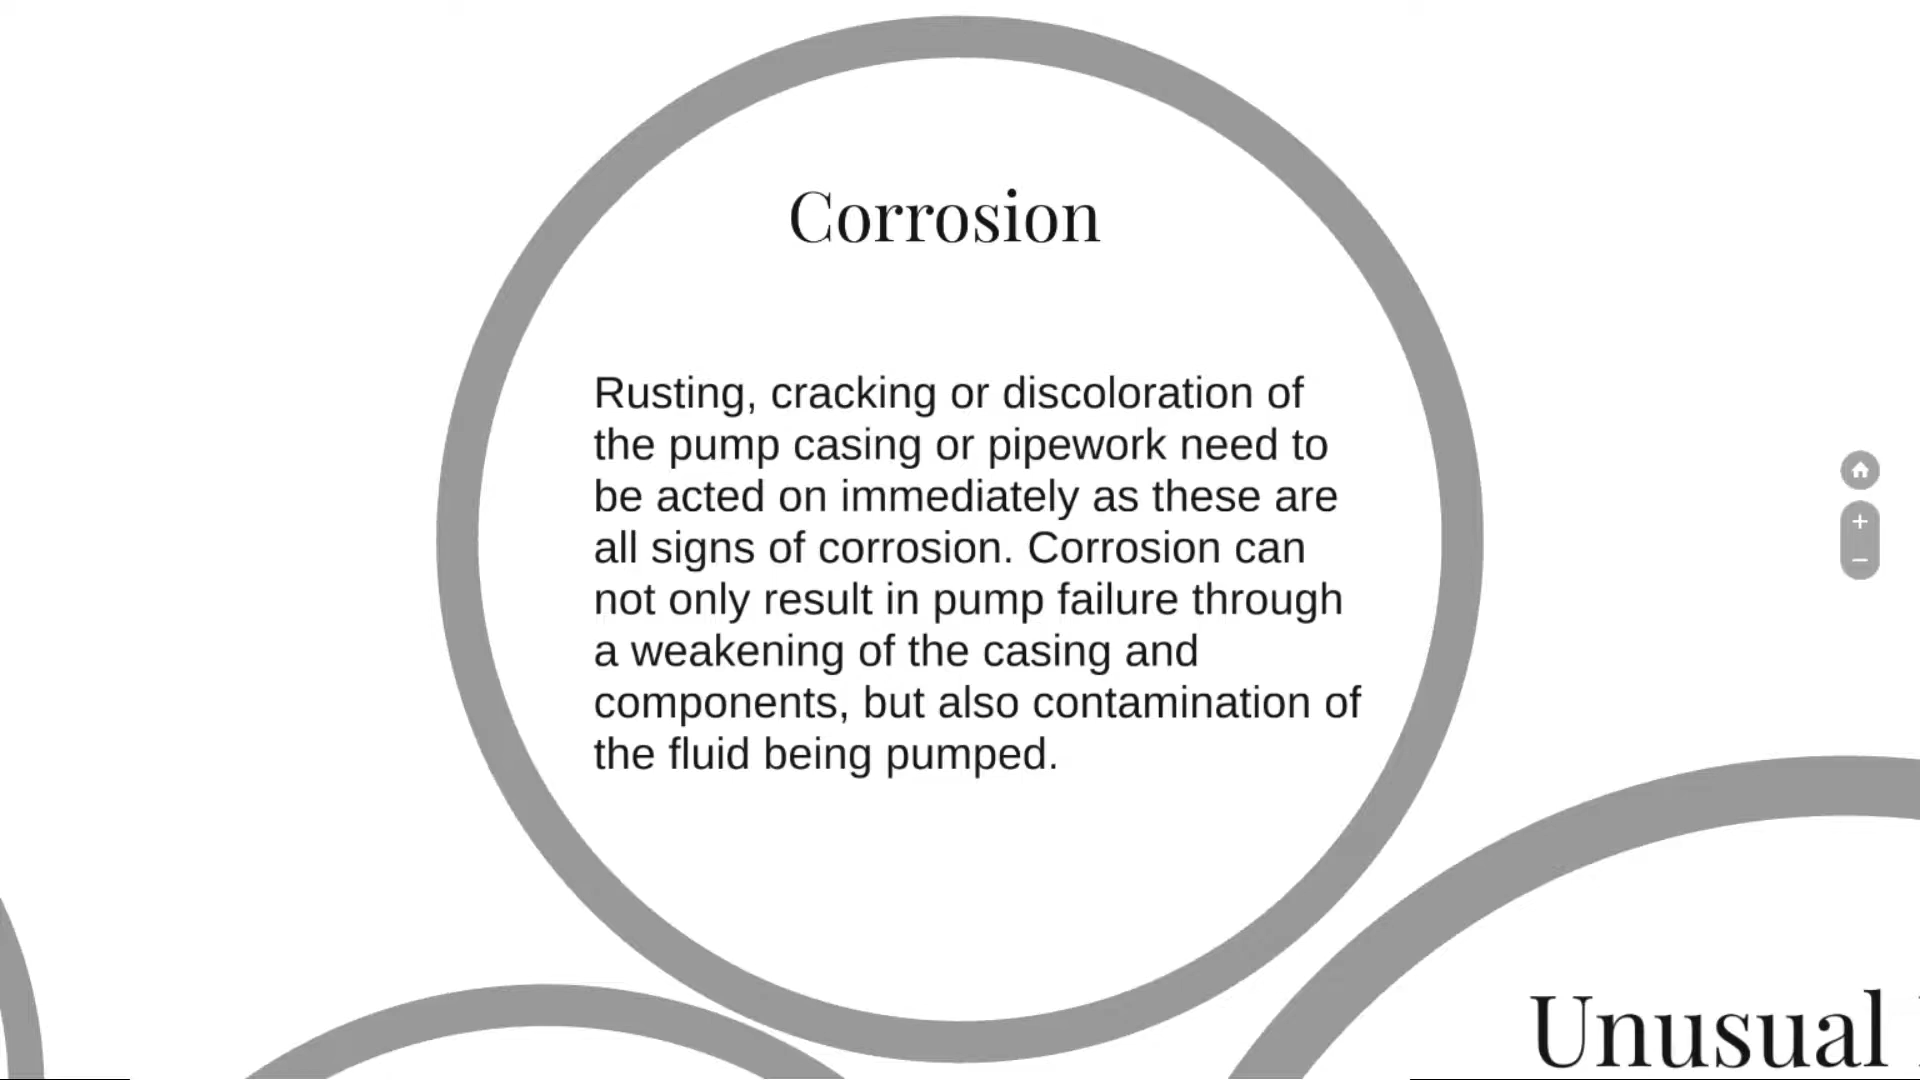 Corrosion
Rusting, cracking or discoloration of
the pump casing or pipework need to
be acted on immediately as these are
all signs of corrosion. Corrosion can
not only result in pump failure through
a weakening of the casing and
components, but also contamination of
the fluid being pumped.
Unusual